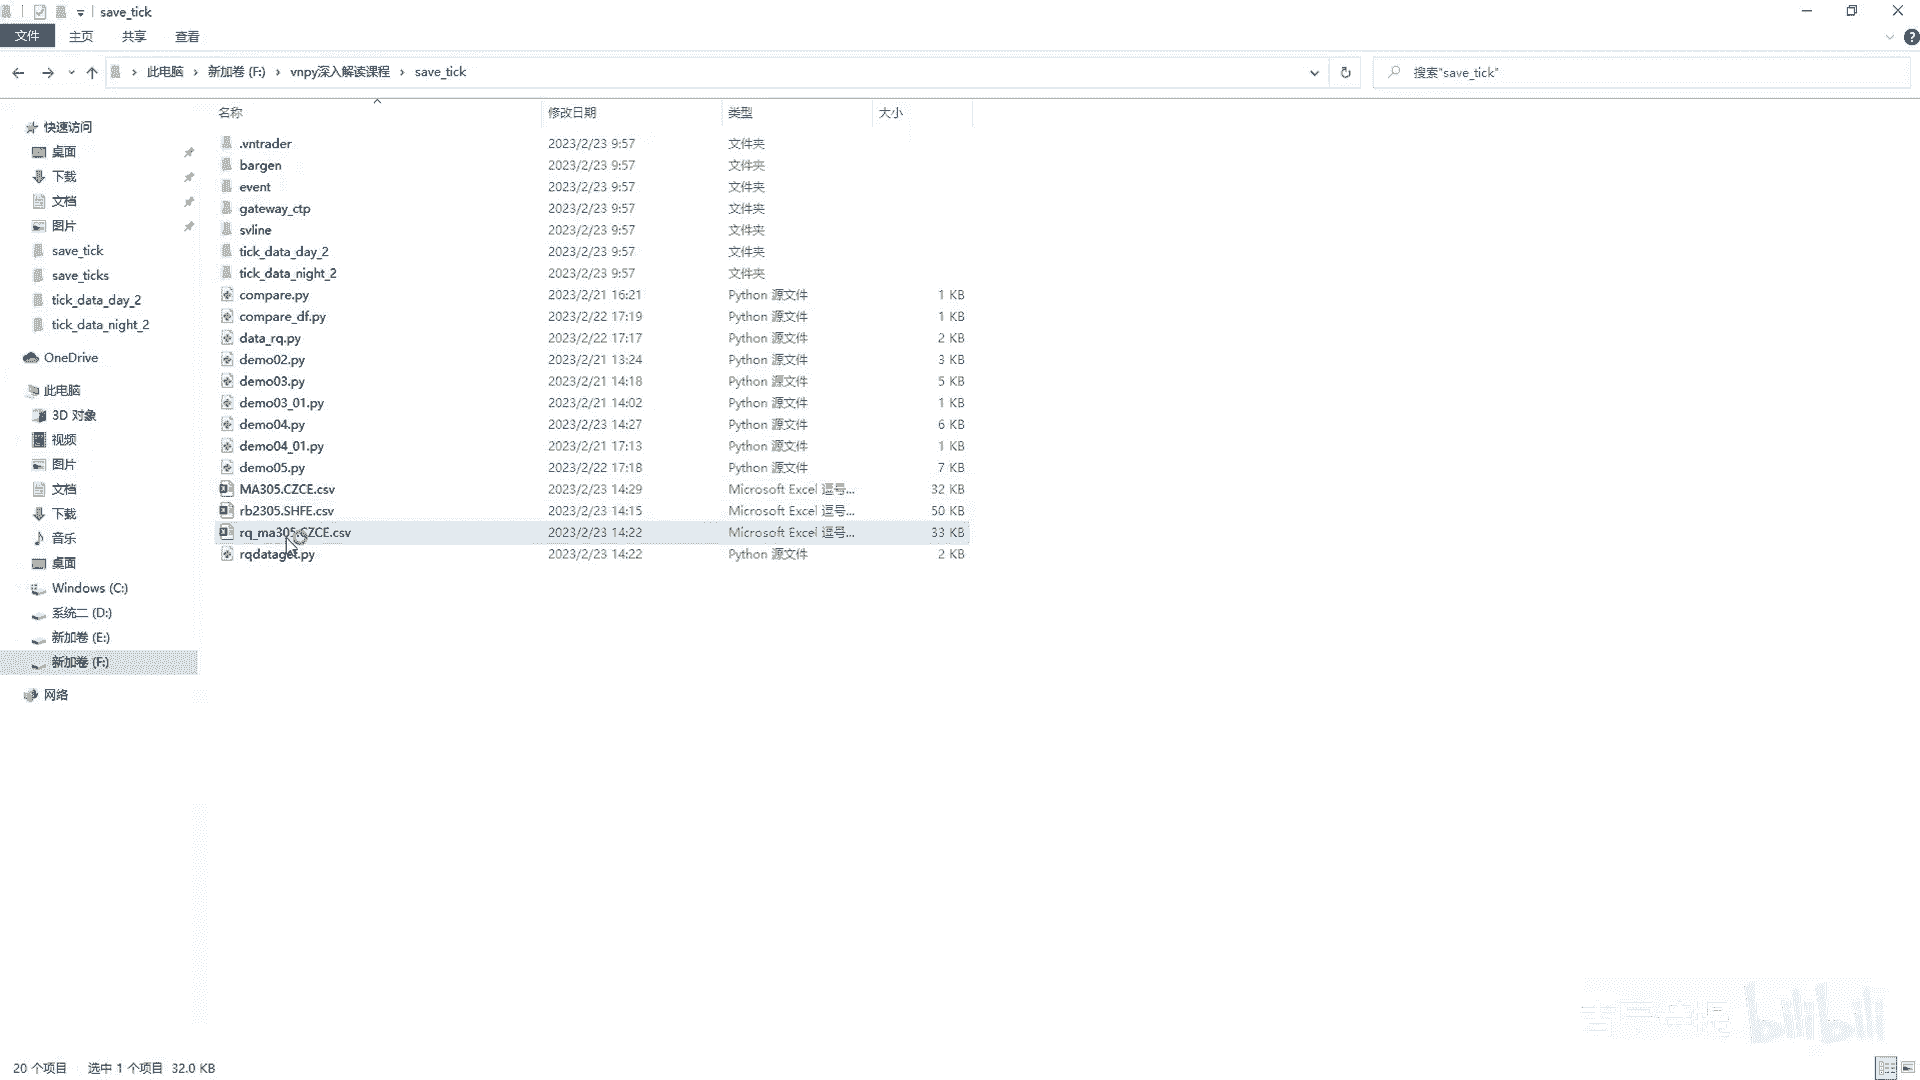 save_tick
文件 主页 共享 查看
此电脑 › 新加卷 (F:) › vnpy深入解读课程 › save_tick
搜索"save_tick"
名称 修改日期 类型 大小
快速访问
桌面
下载
文档
图片
save_tick
save_ticks
tick_data_day_2
tick_data_night_2
OneDrive
此电脑
3D 对象
视频
图片
文档
下载
音乐
桌面
Windows (C:)
系统二 (D:)
新加卷 (E:)
新加卷 (F:)
网络
.vntrader 2023/2/23 9:57 文件夹
bargen 2023/2/23 9:57 文件夹
event 2023/2/23 9:57 文件夹
gateway_ctp 2023/2/23 9:57 文件夹
svline 2023/2/23 9:57 文件夹
tick_data_day_2 2023/2/23 9:57 文件夹
tick_data_night_2 2023/2/23 9:57 文件夹
compare.py 2023/2/21 16:21 Python 源文件 1 KB
compare_df.py 2023/2/22 17:19 Python 源文件 1 KB
data_rq.py 2023/2/22 17:17 Python 源文件 2 KB
demo02.py 2023/2/21 13:24 Python 源文件 3 KB
demo03.py 2023/2/21 14:18 Python 源文件 5 KB
demo03_01.py 2023/2/21 14:02 Python 源文件 1 KB
demo04.py 2023/2/23 14:27 Python 源文件 6 KB
demo04_01.py 2023/2/21 17:13 Python 源文件 1 KB
demo05.py 2023/2/22 17:18 Python 源文件 7 KB
MA305.CZCE.csv 2023/2/23 14:29 Microsoft Excel 逗号... 32 KB
rb2305.SHFE.csv 2023/2/23 14:15 Microsoft Excel 逗号... 50 KB
rq_ma305.CZCE.csv 2023/2/23 14:22 Microsoft Excel 逗号... 33 KB
rqdataget.py 2023/2/23 14:22 Python 源文件 2 KB
bilibili
20 个项目 选中 1 个项目 32.0 KB